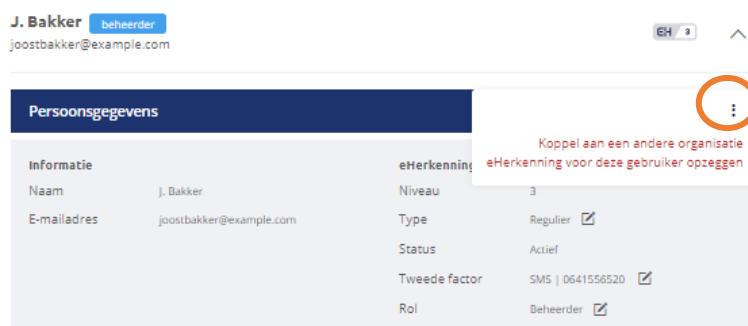 J. Bakker beheerder
joostbakker@example.com
EH 3
Persoonsgegevens
Koppel aan een andere organisatie
eHerkenning voor deze gebruiker opzeggen
Informatie eHerkenning
Naam J. Bakker Niveau 3
E-mailadres joostbakker@example.com Type Regulier
Status Actief
Tweede factor SMS | 0641556520
Rol Beheerder